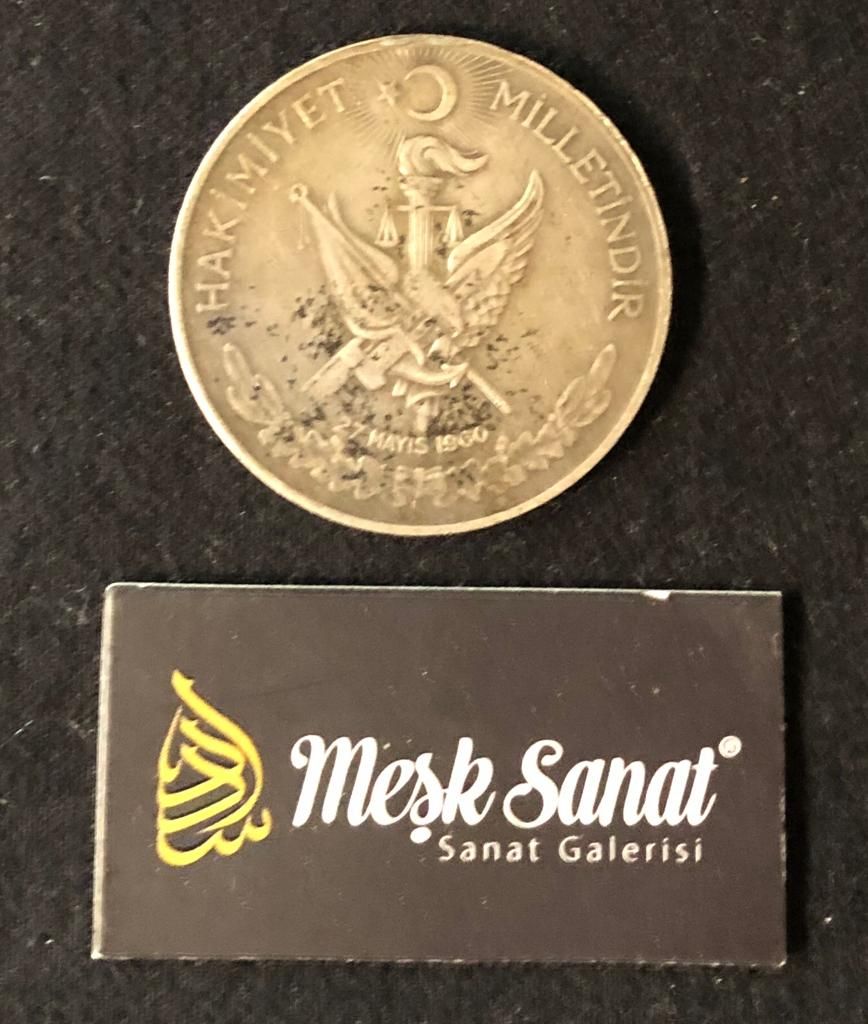 HAKİMİYET MİLLETİNDİR
27 MAYIS 1960
Meşk Sanat®
Sanat Galerisi